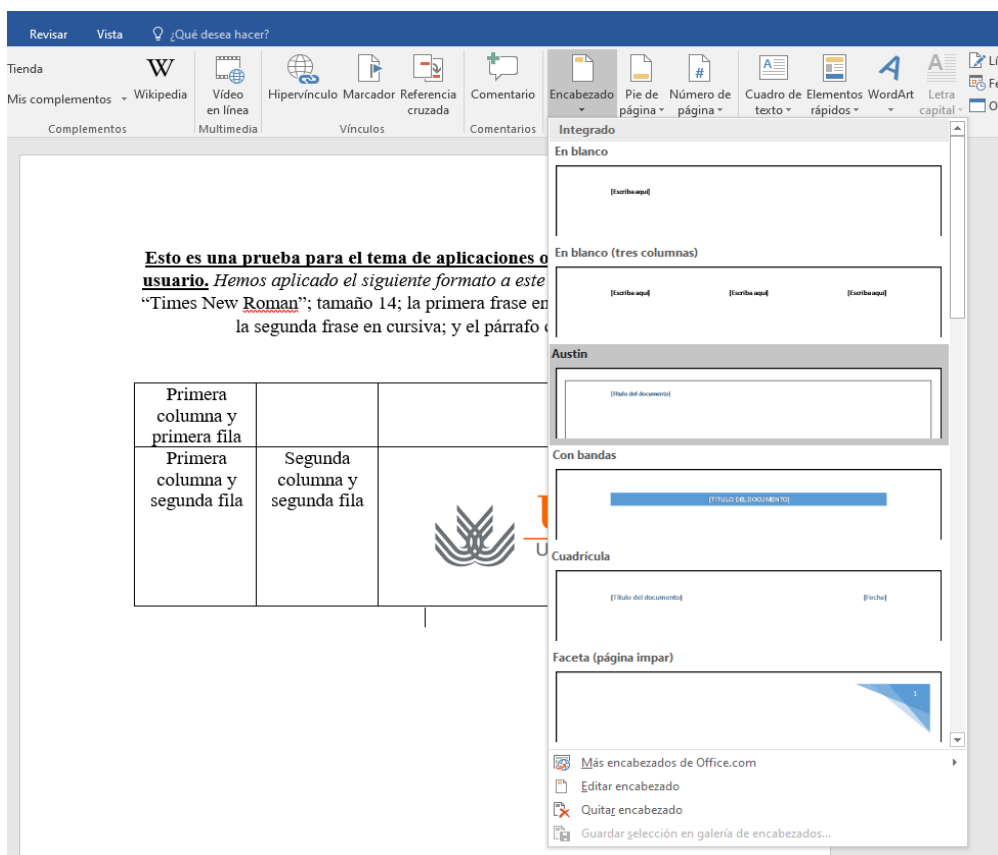 Revisar Vista ¿Qué desea hacer?
Tienda
Mis complementos
Wikipedia
Vídeo
en línea
Hipervínculo Marcador Referencia
cruzada
Comentario
Encabezado
Pie de
página
Número de
página
Cuadro de
texto
Elementos
rápidos
WordArt
Letra
capital
Complementos Multimedia Vínculos Comentarios
Integrado
En blanco
[Escriba aquí]
En blanco (tres columnas)
[Escriba aquí] [Escriba aquí] [Escriba aquí]
Austin
[Título del documento]
Con bandas
[TÍTULO DEL DOCUMENTO]
Cuadrícula
[Título del documento] [Fecha]
Faceta (página impar)
1
Más encabezados de Office.com
Editar encabezado
Quitar encabezado
Guardar selección en galería de encabezados...
Esto es una prueba para el tema de aplicaciones
usuario. Hemos aplicado el siguiente formato a este
“Times New Roman”; tamaño 14; la primera frase en
la segunda frase en cursiva; y el párrafo
Primera
columna y
primera fila
Primera
columna y
segunda fila
Segunda
columna y
segunda fila